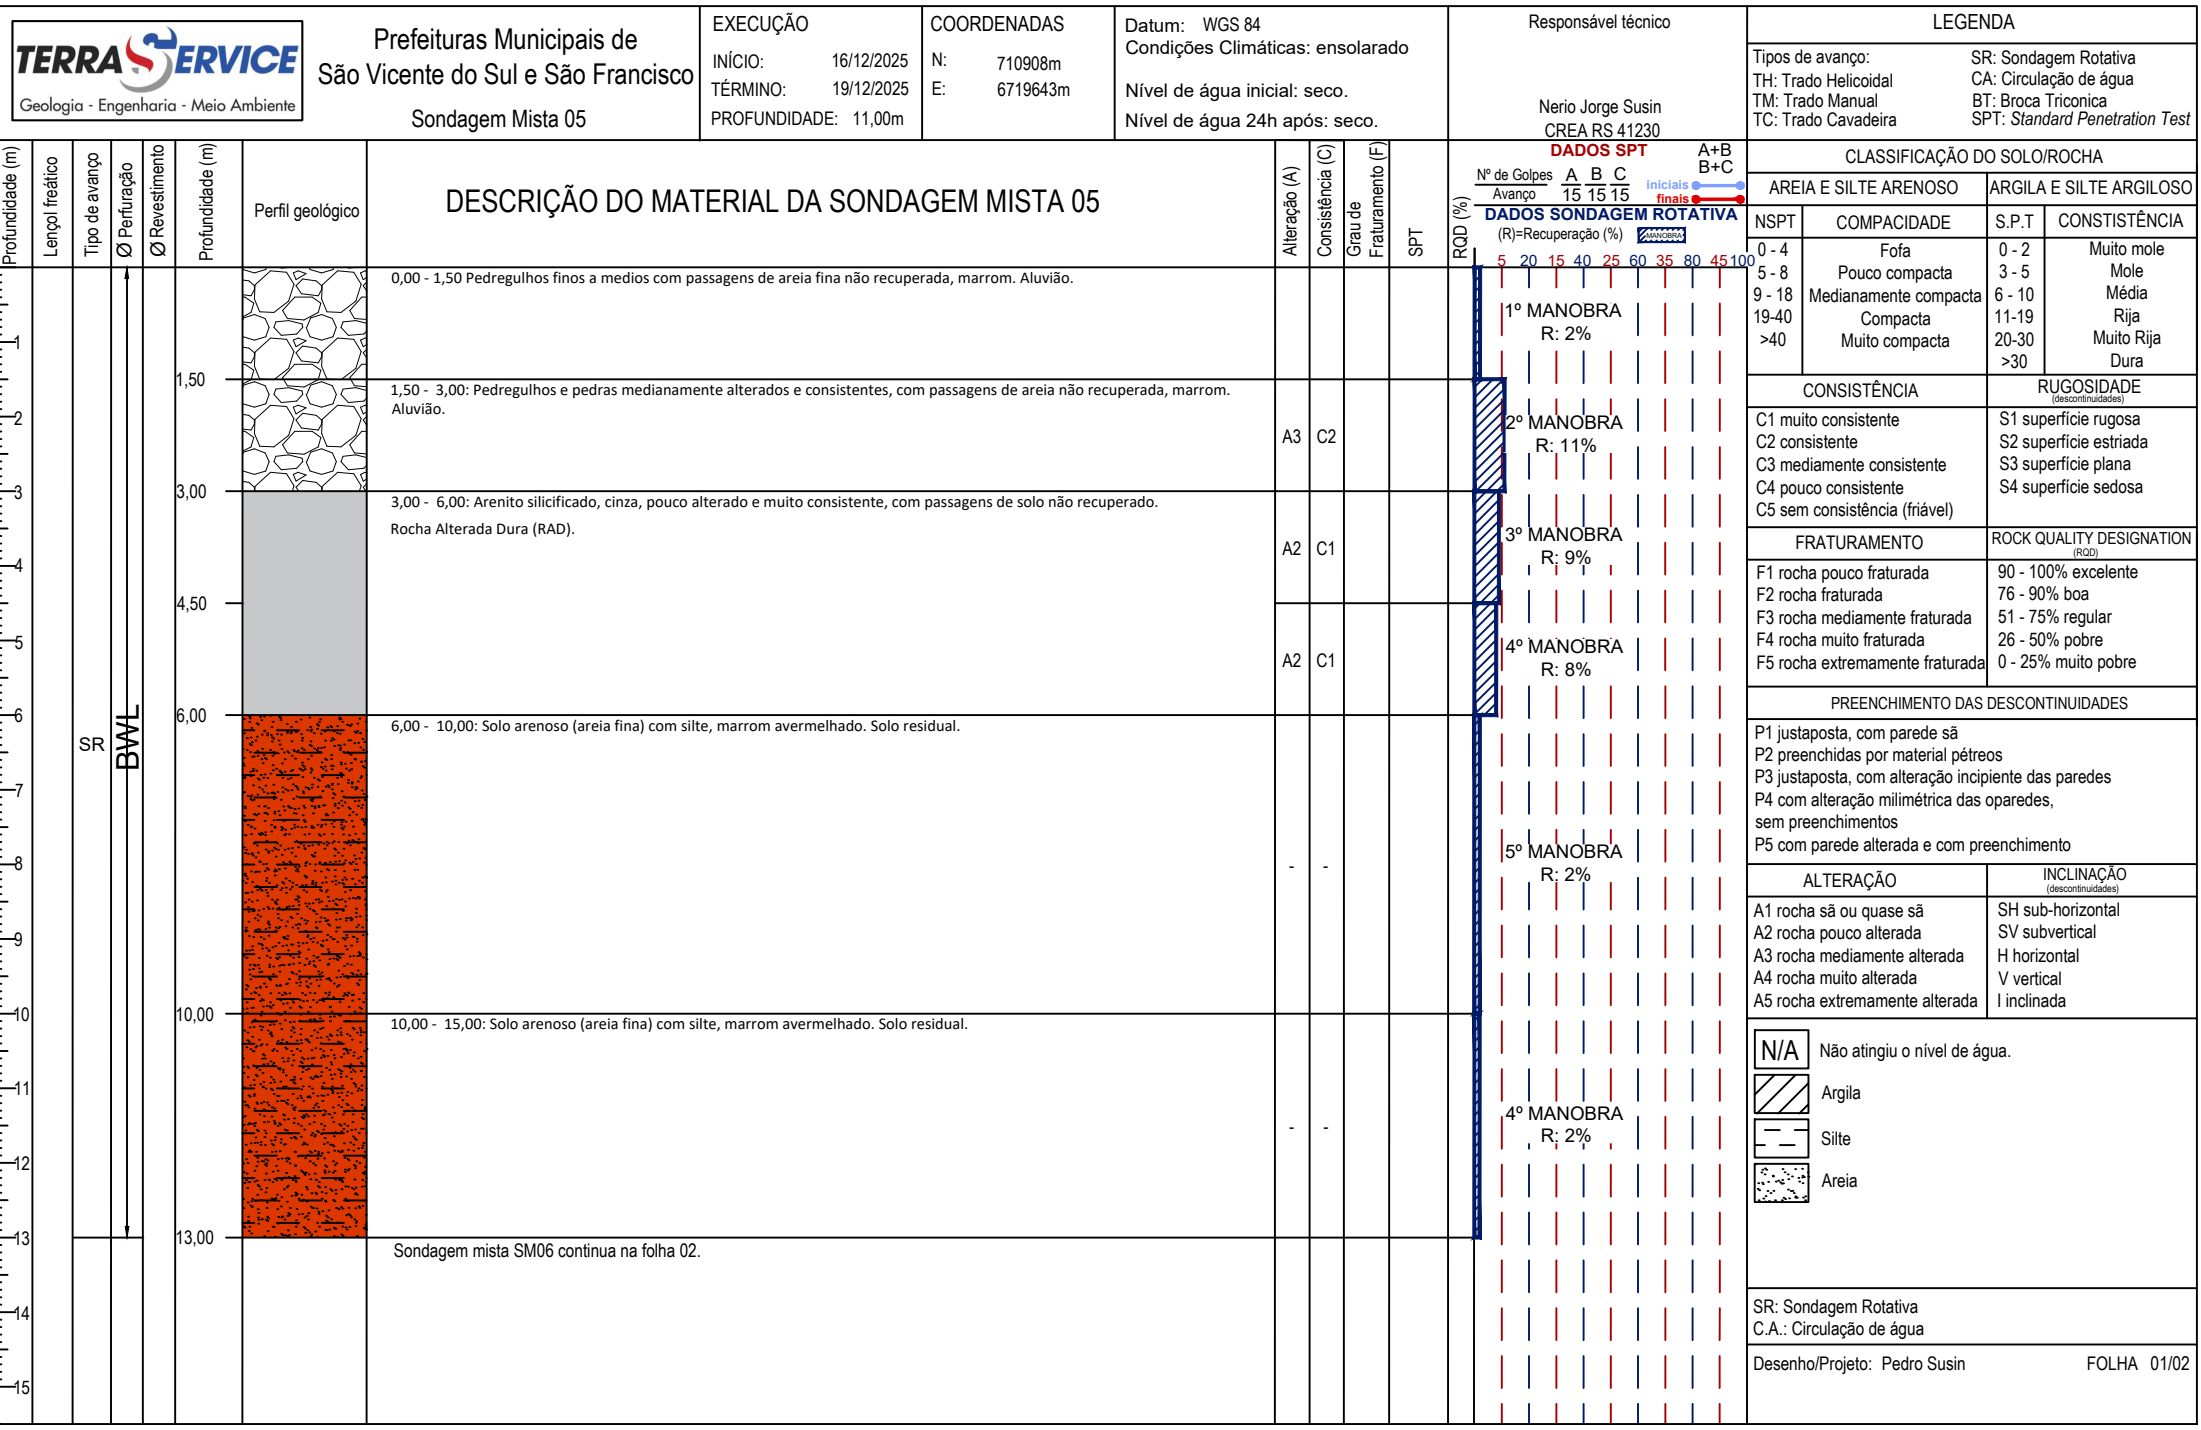 TERRA SERVICE
Geologia - Engenharia - Meio Ambiente
Prefeituras Municipais de
São Vicente do Sul e São Francisco
Sondagem Mista 05
EXECUÇÃO
INÍCIO: 16/12/2025
TÉRMINO: 19/12/2025
PROFUNDIDADE: 11,00m
COORDENADAS
N: 710908m
E: 6719643m
Datum: WGS 84
Condições Climáticas: ensolarado
Nível de água inicial: seco.
Nível de água 24h após: seco.
Responsável técnico
Nerio Jorge Susin
CREA RS 41230
LEGENDA
Tipos de avanço:
TH: Trado Helicoidal
TM: Trado Manual
TC: Trado Cavadeira
SR: Sondagem Rotativa
CA: Circulação de água
BT: Broca Triconica
SPT: Standard Penetration Test
Profundidade (m)
Lençol freático
Tipo de avanço
Ø Perfuração
Ø Revestimento
Profundidade (m)
Perfil geológico
DESCRIÇÃO DO MATERIAL DA SONDAGEM MISTA 05
Alteração (A)
Consistência (C)
Grau de
Fraturamento (F)
SPT
RQD (%)
DADOS SPT
Nº de Golpes A B C
Avanço 15 15 15
A+B
B+C
iniciais
finais
DADOS SONDAGEM ROTATIVA
(R)=Recuperação (%) MANOBRA
5 20 15 40 25 60 35 80 45 100
0,00 - 1,50 Pedregulhos finos a medios com passagens de areia fina não recuperada, marrom. Aluvião.
1º MANOBRA
R: 2%
1
1,50
1,50 - 3,00: Pedregulhos e pedras medianamente alterados e consistentes, com passagens de areia não recuperada, marrom.
Aluvião.
2
A3 C2
2º MANOBRA
R: 11%
3
3,00
3,00 - 6,00: Arenito silicificado, cinza, pouco alterado e muito consistente, com passagens de solo não recuperado.
Rocha Alterada Dura (RAD).
A2 C1
3º MANOBRA
R: 9%
4
4,50
5
A2 C1
4º MANOBRA
R: 8%
6
6,00
6,00 - 10,00: Solo arenoso (areia fina) com silte, marrom avermelhado. Solo residual.
SR
BWL
7
8
- -
5º MANOBRA
R: 2%
9
10
10,00
10,00 - 15,00: Solo arenoso (areia fina) com silte, marrom avermelhado. Solo residual.
11
- -
4º MANOBRA
R: 2%
12
13
13,00
Sondagem mista SM06 continua na folha 02.
14
15
CLASSIFICAÇÃO DO SOLO/ROCHA
AREIA E SILTE ARENOSO
ARGILA E SILTE ARGILOSO
NSPT COMPACIDADE S.P.T CONSTISTÊNCIA
0 - 4 Fofa 0 - 2 Muito mole
5 - 8 Pouco compacta 3 - 5 Mole
9 - 18 Medianamente compacta 6 - 10 Média
19-40 Compacta 11-19 Rija
>40 Muito compacta 20-30 Muito Rija
>30 Dura
CONSISTÊNCIA
C1 muito consistente
C2 consistente
C3 mediamente consistente
C4 pouco consistente
C5 sem consistência (friável)
RUGOSIDADE
(descontinuidades)
S1 superfície rugosa
S2 superfície estriada
S3 superfície plana
S4 superfície sedosa
FRATURAMENTO
F1 rocha pouco fraturada
F2 rocha fraturada
F3 rocha mediamente fraturada
F4 rocha muito fraturada
F5 rocha extremamente fraturada
ROCK QUALITY DESIGNATION
(RQD)
90 - 100% excelente
76 - 90% boa
51 - 75% regular
26 - 50% pobre
0 - 25% muito pobre
PREENCHIMENTO DAS DESCONTINUIDADES
P1 justaposta, com parede sã
P2 preenchidas por material pétreos
P3 justaposta, com alteração incipiente das paredes
P4 com alteração milimétrica das oparedes,
sem preenchimentos
P5 com parede alterada e com preenchimento
ALTERAÇÃO
A1 rocha sã ou quase sã
A2 rocha pouco alterada
A3 rocha mediamente alterada
A4 rocha muito alterada
A5 rocha extremamente alterada
INCLINAÇÃO
(descontinuidades)
SH sub-horizontal
SV subvertical
H horizontal
V vertical
I inclinada
N/A Não atingiu o nível de água.
Argila
Silte
Areia
SR: Sondagem Rotativa
C.A.: Circulação de água
Desenho/Projeto: Pedro Susin FOLHA 01/02